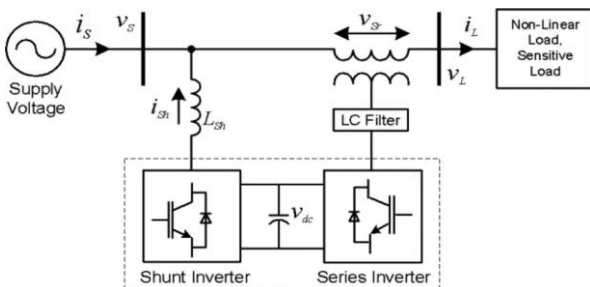 i_S
v_S
v_Sr
i_L
Non-Linear
Load,
Sensitive
Load
Supply
Voltage
v_L
i_Sh
L_Sh
LC Filter
v_dc
Shunt Inverter
Series Inverter